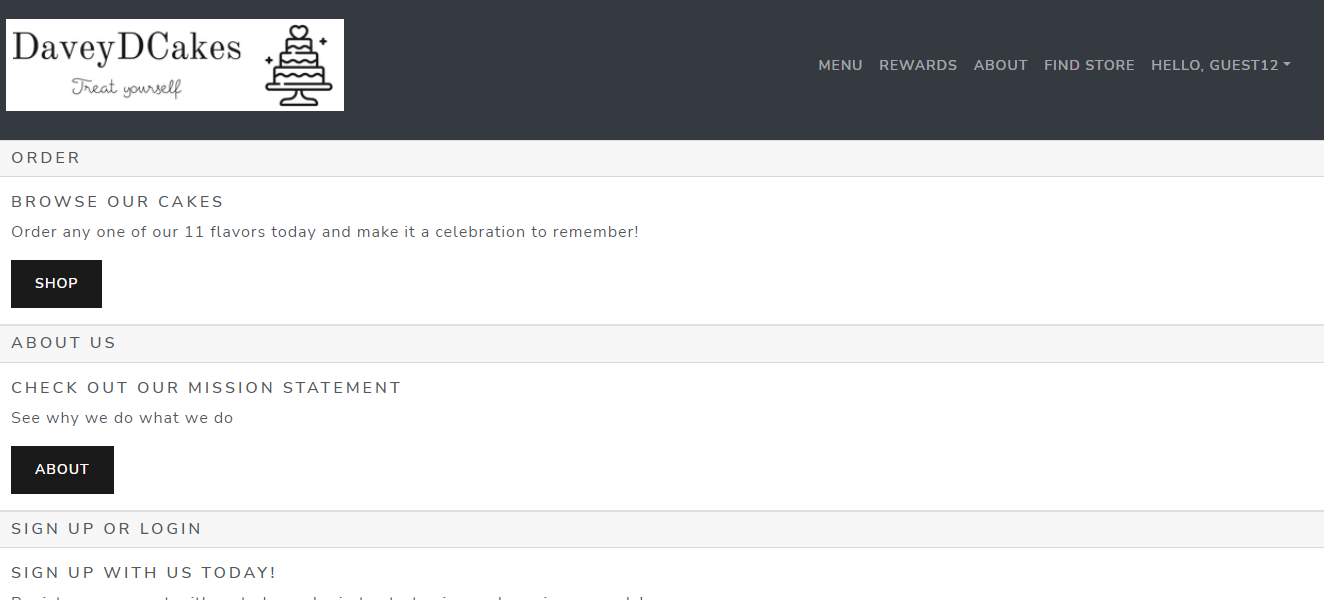 DaveyDCakes
Treat yourself
MENU REWARDS ABOUT FIND STORE HELLO, GUEST12
ORDER
BROWSE OUR CAKES
Order any one of our 11 flavors today and make it a celebration to remember!
SHOP
ABOUT US
CHECK OUT OUR MISSION STATEMENT
See why we do what we do
ABOUT
SIGN UP OR LOGIN
SIGN UP WITH US TODAY!